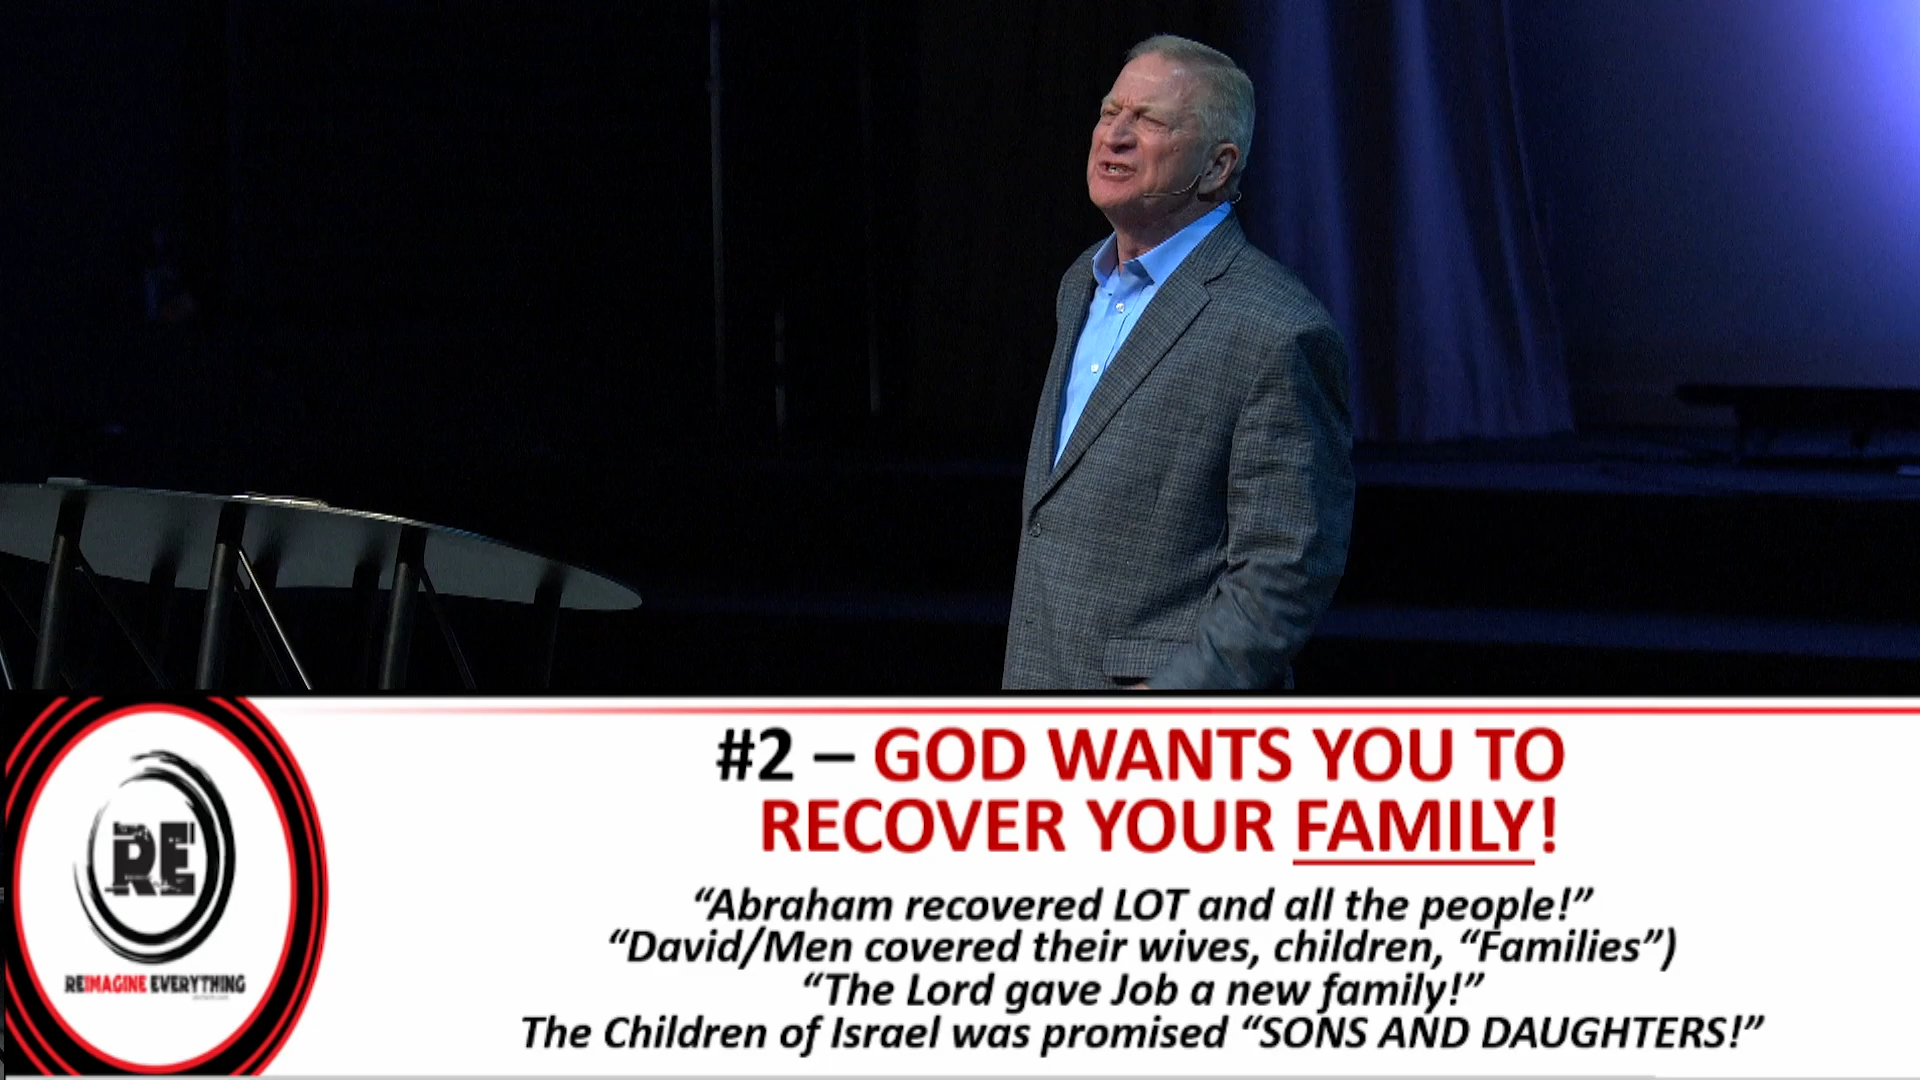 #2 – GOD WANTS YOU TO
RECOVER YOUR FAMILY!
“Abraham recovered LOT and all the people!”
“David/Men covered their wives, children, “Families”)
“The Lord gave Job a new family!”
The Children of Israel was promised “SONS AND DAUGHTERS!”
RE
REIMAGINE EVERYTHING